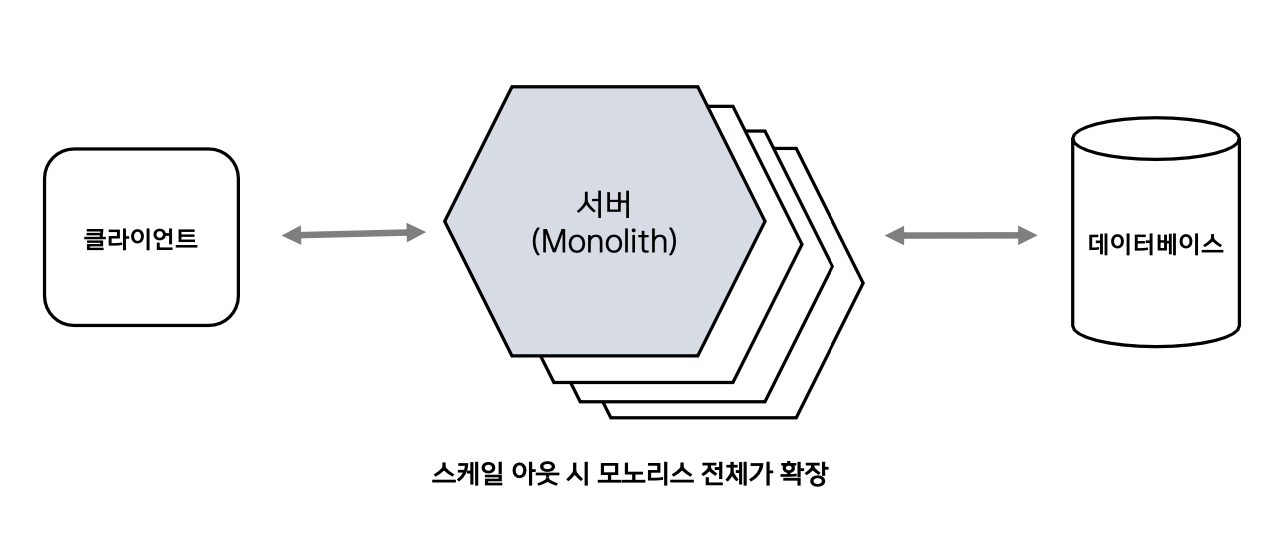 클라이언트
서버
(Monolith)
데이터베이스
스케일 아웃 시 모노리스 전체가 확장